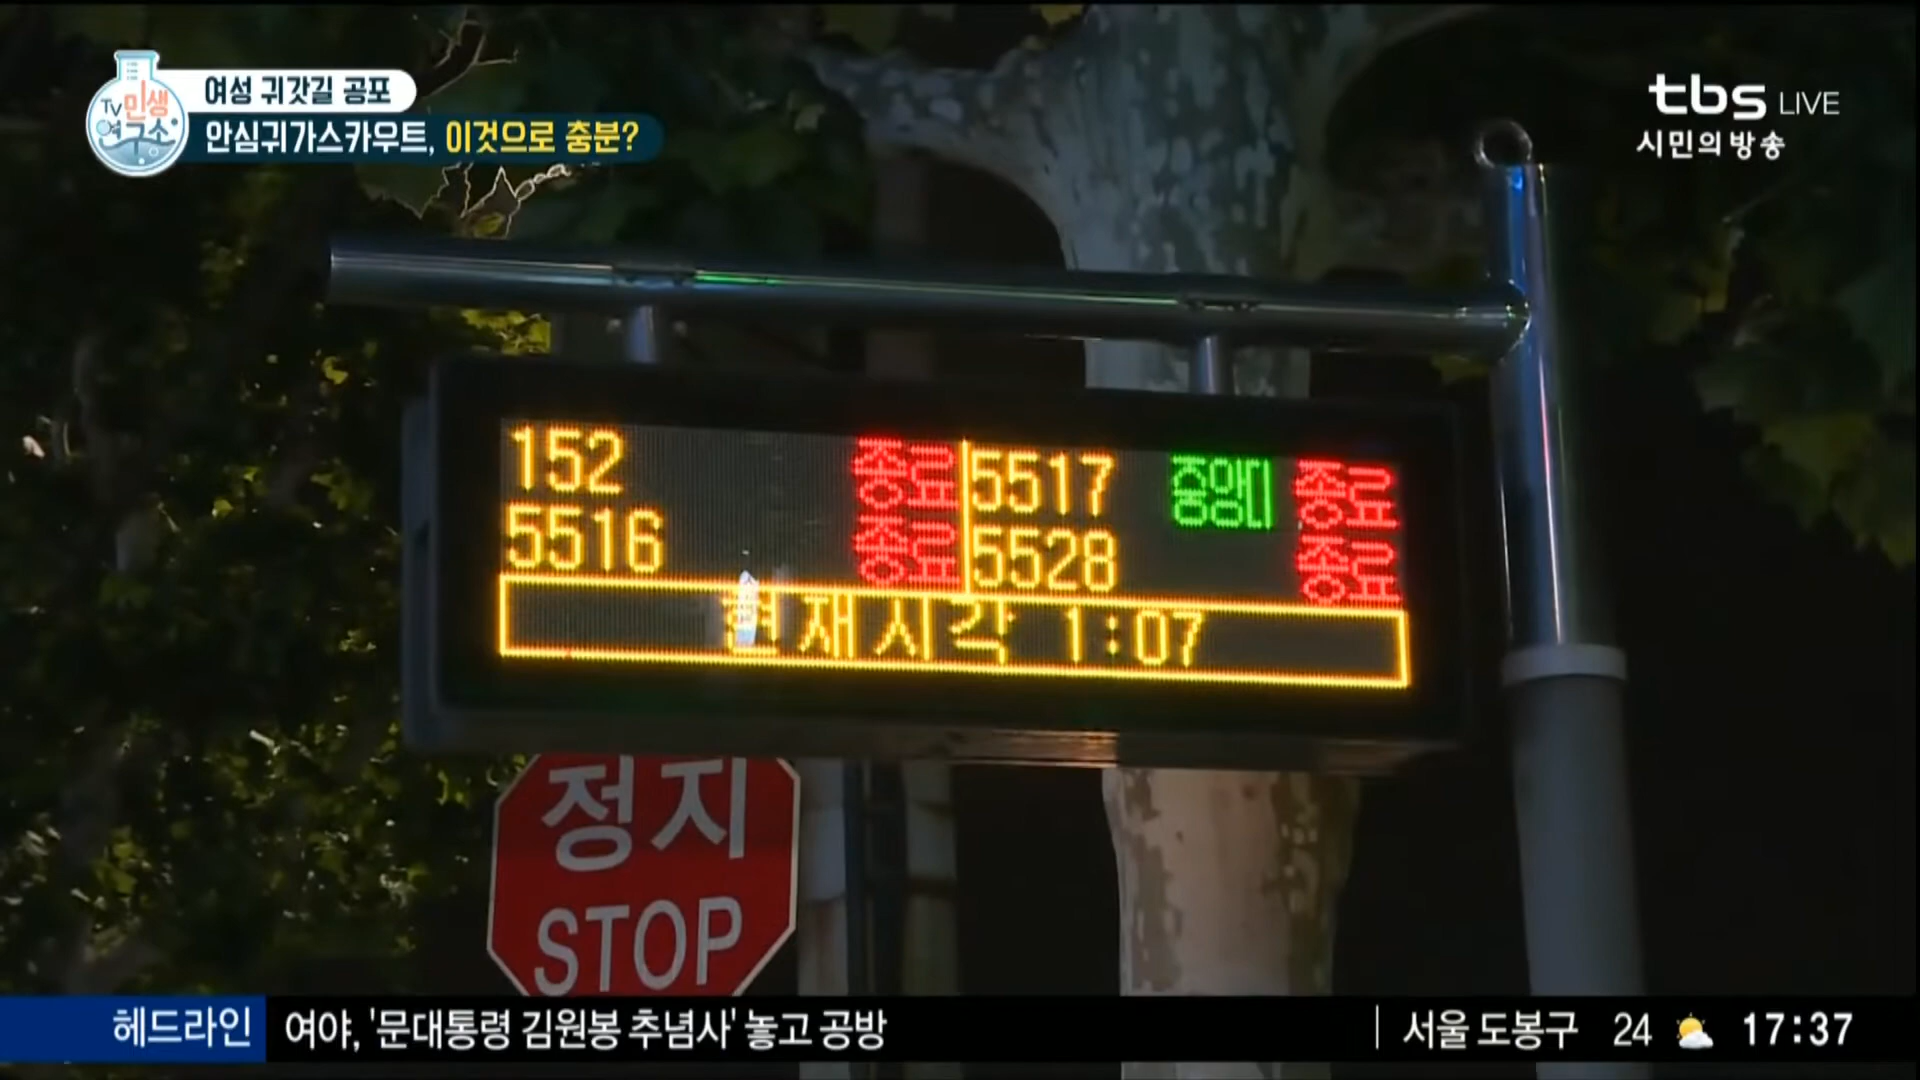 TV민생연구소
여성 귀갓길 공포
안심귀가스카우트, 이것으로 충분?
tbs LIVE
시민의방송
152 종료
5516 종료
5517 중앙대 종료
5528 종료
현재시각 1:07
정지
STOP
헤드라인 여야, '문대통령 김원봉 추념사' 놓고 공방
서울 도봉구 24 17:37